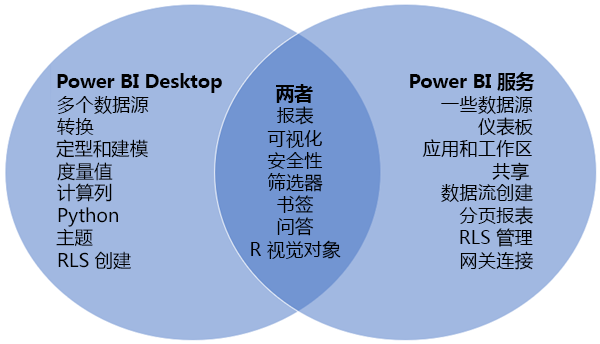 Power BI Desktop
多个数据源
转换
定型和建模
度量值
计算列
Python
主题
RLS 创建
两者
报表
可视化
安全性
筛选器
书签
问答
R 视觉对象
Power BI 服务
一些数据源
仪表板
应用和工作区
共享
数据流创建
分页报表
RLS 管理
网关连接